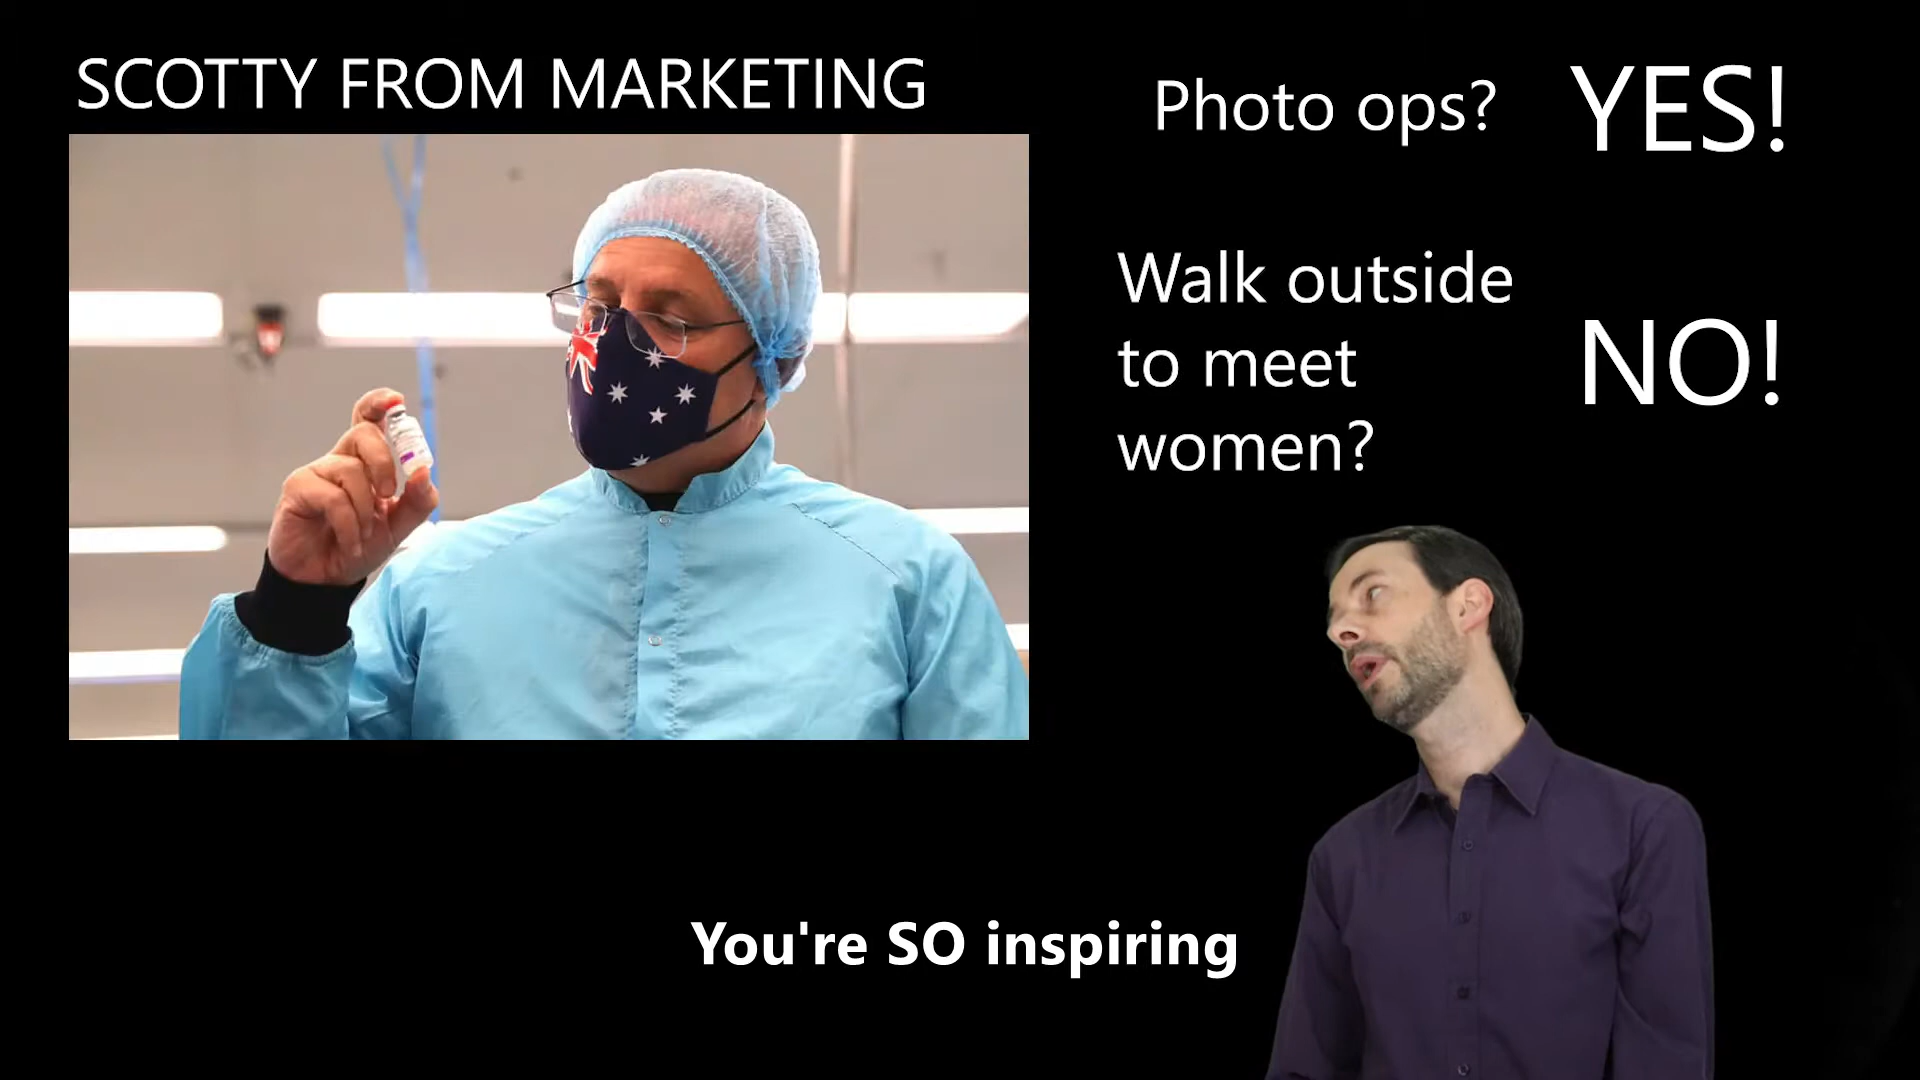 SCOTTY FROM MARKETING
Photo ops?
YES!
Walk outside
to meet
women?
NO!
You're SO inspiring